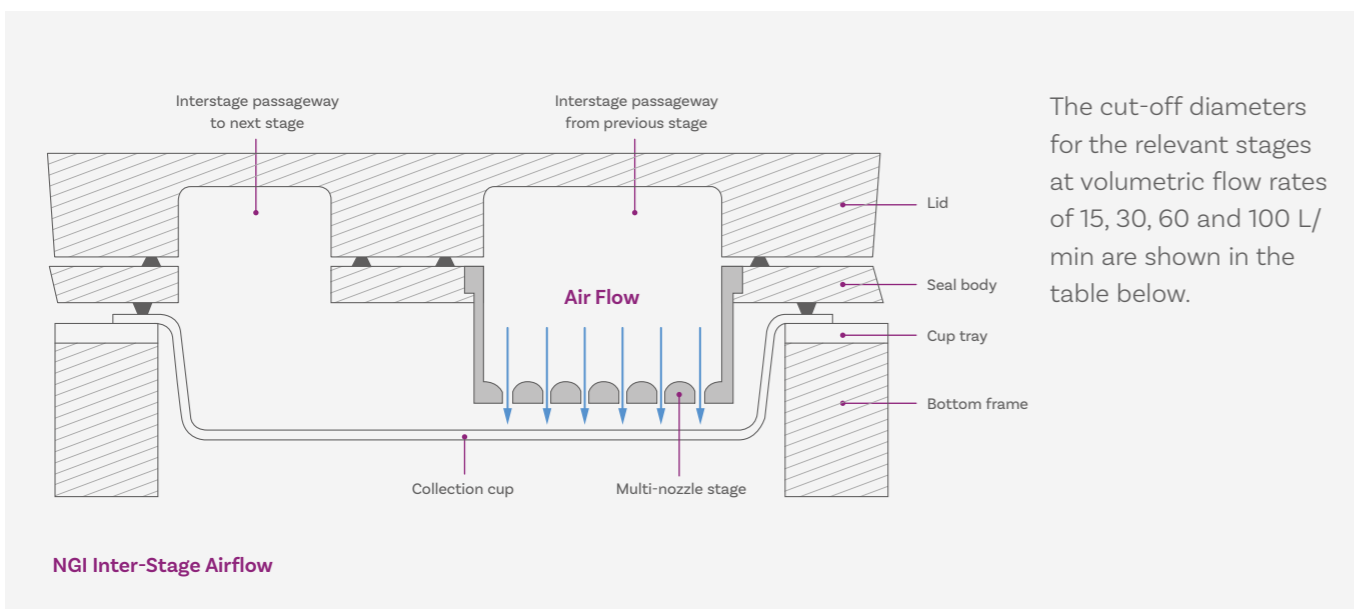 Interstage passageway
to next stage
Interstage passageway
from previous stage
The cut-off diameters
for the relevant stages
at volumetric flow rates
of 15, 30, 60 and 100 L/
min are shown in the
table below.
Lid
Seal body
Air Flow
Cup tray
Bottom frame
Collection cup
Multi-nozzle stage
NGI Inter-Stage Airflow